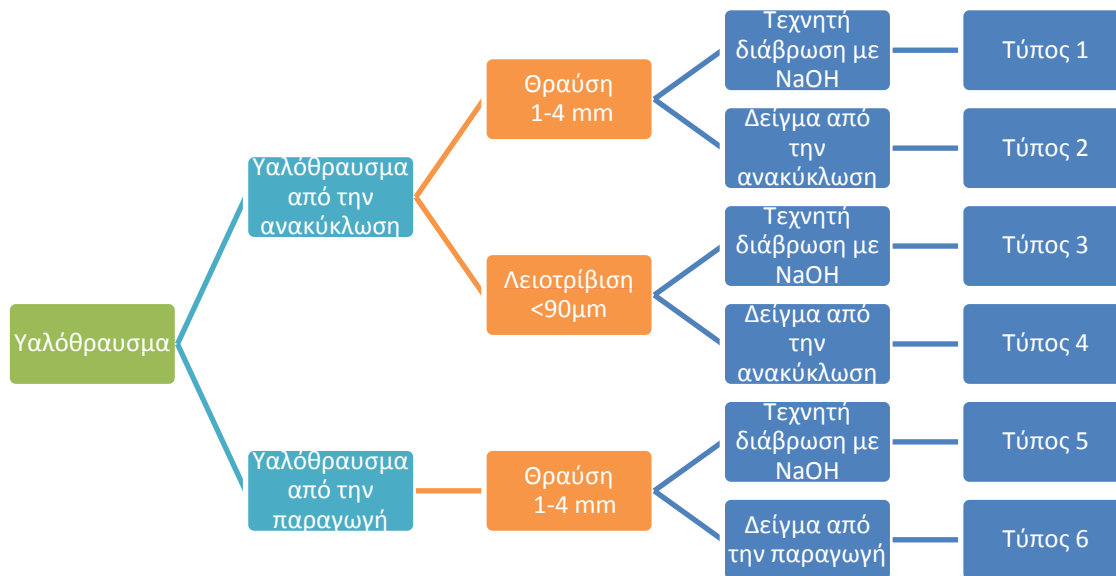 Υαλόθραυσμα
Υαλόθραυσμα
από την
ανακύκλωση
Θραύση
1-4 mm
Τεχνητή
διάβρωση με
NaOH
Τύπος 1
Δείγμα από
την
ανακύκλωση
Τύπος 2
Λειοτρίβιση
<90μm
Τεχνητή
διάβρωση με
NaOH
Τύπος 3
Δείγμα από
την
ανακύκλωση
Τύπος 4
Υαλόθραυσμα
από την
παραγωγή
Θραύση
1-4 mm
Τεχνητή
διάβρωση με
NaOH
Τύπος 5
Δείγμα από
την παραγωγή
Τύπος 6